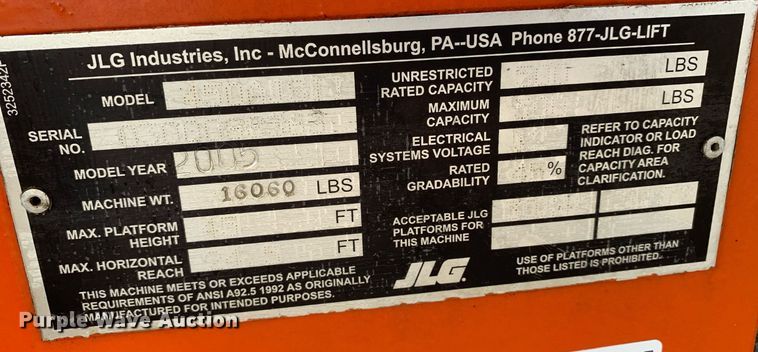 JLG Industries, Inc - McConnellsburg, PA--USA Phone 877-JLG-LIFT
3252342F
MODEL
SERIAL
NO.
MODEL YEAR 2005
MACHINE WT. 16060 LBS
MAX. PLATFORM
HEIGHT FT
MAX. HORIZONTAL
REACH FT
THIS MACHINE MEETS OR EXCEEDS APPLICABLE
REQUIREMENTS OF ANSI A92.5 1992 AS ORIGINALLY
MANUFACTURED FOR INTENDED PURPOSES.
UNRESTRICTED
RATED CAPACITY LBS
MAXIMUM
CAPACITY LBS
ELECTRICAL
SYSTEMS VOLTAGE
RATED
GRADABILITY %
REFER TO CAPACITY
INDICATOR OR LOAD
REACH DIAG. FOR
CAPACITY AREA
CLARIFICATION.
ACCEPTABLE JLG
PLATFORMS FOR
THIS MACHINE
JLG
USE OF PLATFORMS OTHER THAN
THOSE LISTED IS PROHIBITED.
Purple Wave Auction